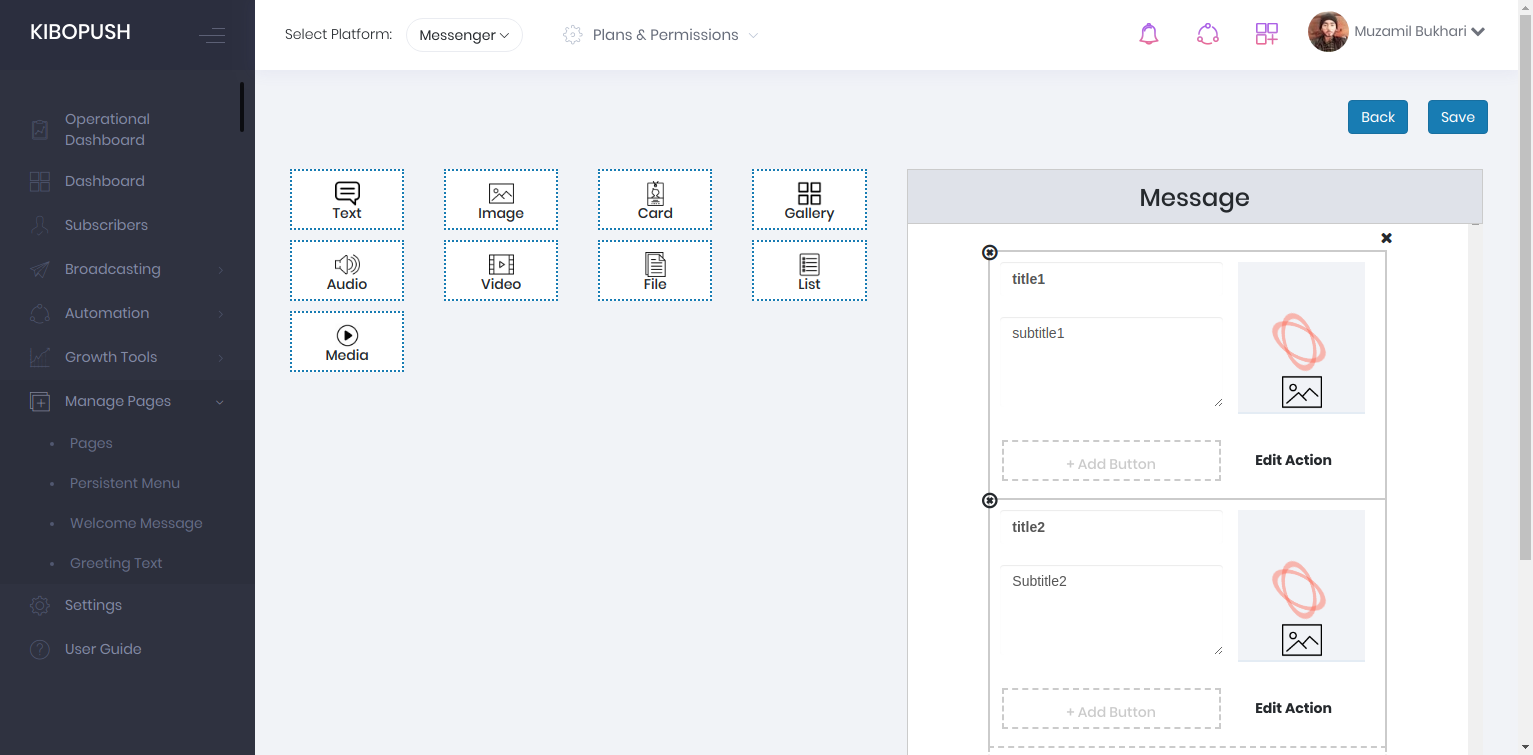 KIBOPUSH
Select Platform:
Messenger
Plans & Permissions
Muzamil Bukhari
Operational
Dashboard
Dashboard
Subscribers
Broadcasting
Automation
Growth Tools
Manage Pages
Pages
Persistent Menu
Welcome Message
Greeting Text
Settings
User Guide
Back
Save
Text
Image
Card
Gallery
Audio
Video
File
List
Media
Message
title1
subtitle1
+ Add Button
Edit Action
title2
Subtitle2
+ Add Button
Edit Action